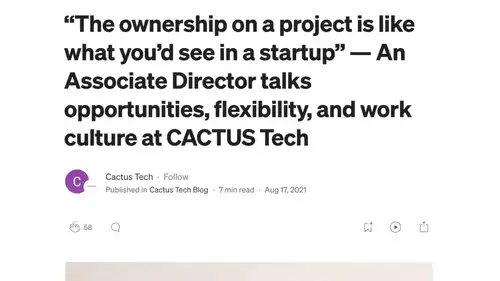 “The ownership on a project is like
what you’d see in a startup” — An
Associate Director talks
opportunities, flexibility, and work
culture at CACTUS Tech
C
Cactus Tech · Follow
Published in Cactus Tech Blog · 7 min read · Aug 17, 2021
58